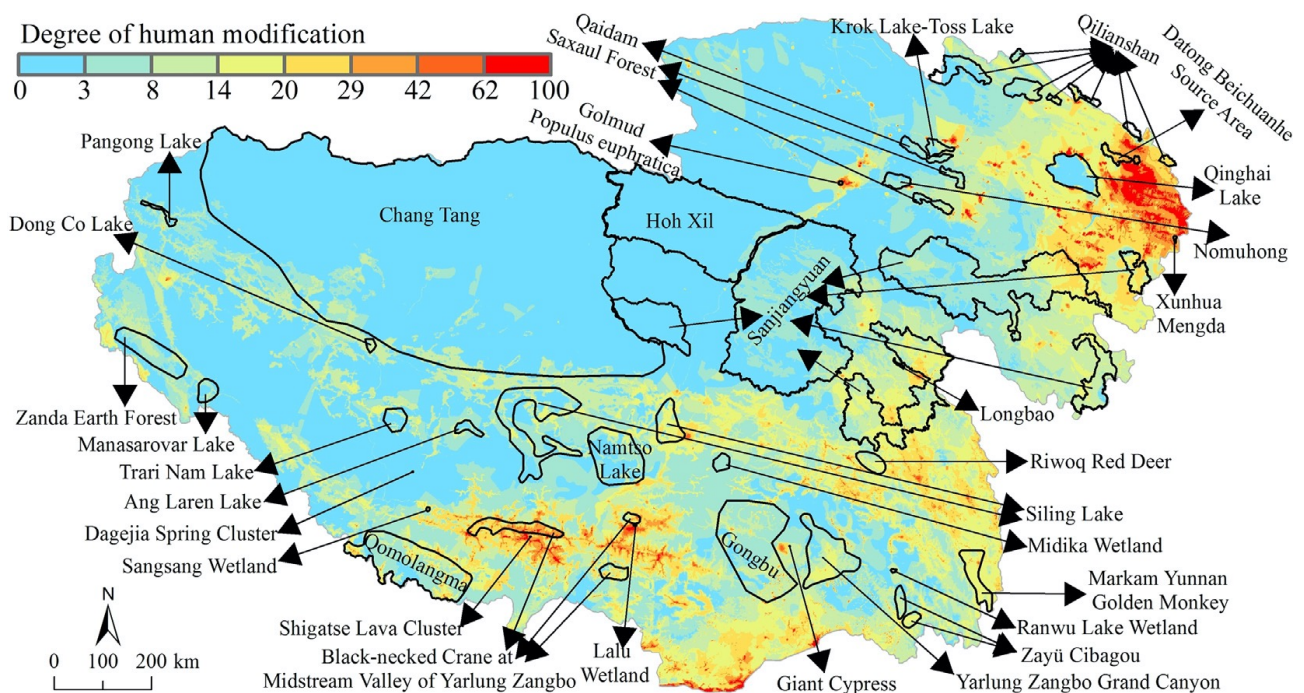 Degree of human modification
0 3 8 14 20 29 42 62 100
Qaidam
Saxaul Forest
Krok Lake-Toss Lake
Qilianshan
Datong Beichuanhe
Source Area
Golmud
Populus euphratica
Pangong Lake
Dong Co Lake
Chang Tang
Hoh Xil
Qinghai
Lake
Nomuhong
Sanjiangyuan
Xunhua
Mengda
Zanda Earth Forest
Manasarovar Lake
Longbao
Trari Nam Lake
Namtso
Lake
Riwoq Red Deer
Ang Laren Lake
Siling Lake
Dagejia Spring Cluster
Midika Wetland
Sangsang Wetland
Qomolangma
Gongbu
Markam Yunnan
Golden Monkey
N
Shigatse Lava Cluster
Ranwu Lake Wetland
Black-necked Crane at
Midstream Valley of Yarlung Zangbo
Lalu
Wetland
Zayü Cibagou
0 100 200 km
Giant Cypress
Yarlung Zangbo Grand Canyon